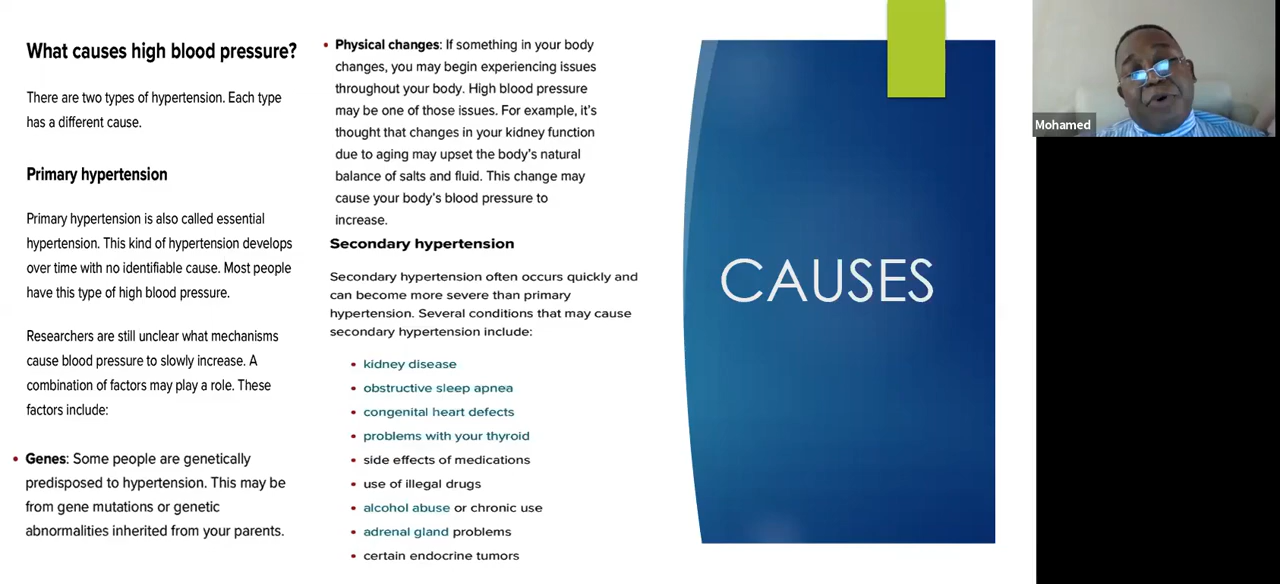 What causes high blood pressure?
There are two types of hypertension. Each type
has a different cause.
Primary hypertension
Primary hypertension is also called essential
hypertension. This kind of hypertension develops
over time with no identifiable cause. Most people
have this type of high blood pressure.
Researchers are still unclear what mechanisms
cause blood pressure to slowly increase. A
combination of factors may play a role. These
factors include:
• Genes: Some people are genetically
predisposed to hypertension. This may be
from gene mutations or genetic
abnormalities inherited from your parents.
• Physical changes: If something in your body
changes, you may begin experiencing issues
throughout your body. High blood pressure
may be one of those issues. For example, it's
thought that changes in your kidney function
due to aging may upset the body's natural
balance of salts and fluid. This change may
cause your body's blood pressure to
increase.
Secondary hypertension
Secondary hypertension often occurs quickly and
can become more severe than primary
hypertension. Several conditions that may cause
secondary hypertension include:
• kidney disease
• obstructive sleep apnea
• congenital heart defects
• problems with your thyroid
• side effects of medications
• use of illegal drugs
• alcohol abuse or chronic use
• adrenal gland problems
• certain endocrine tumors
CAUSES
Mohamed